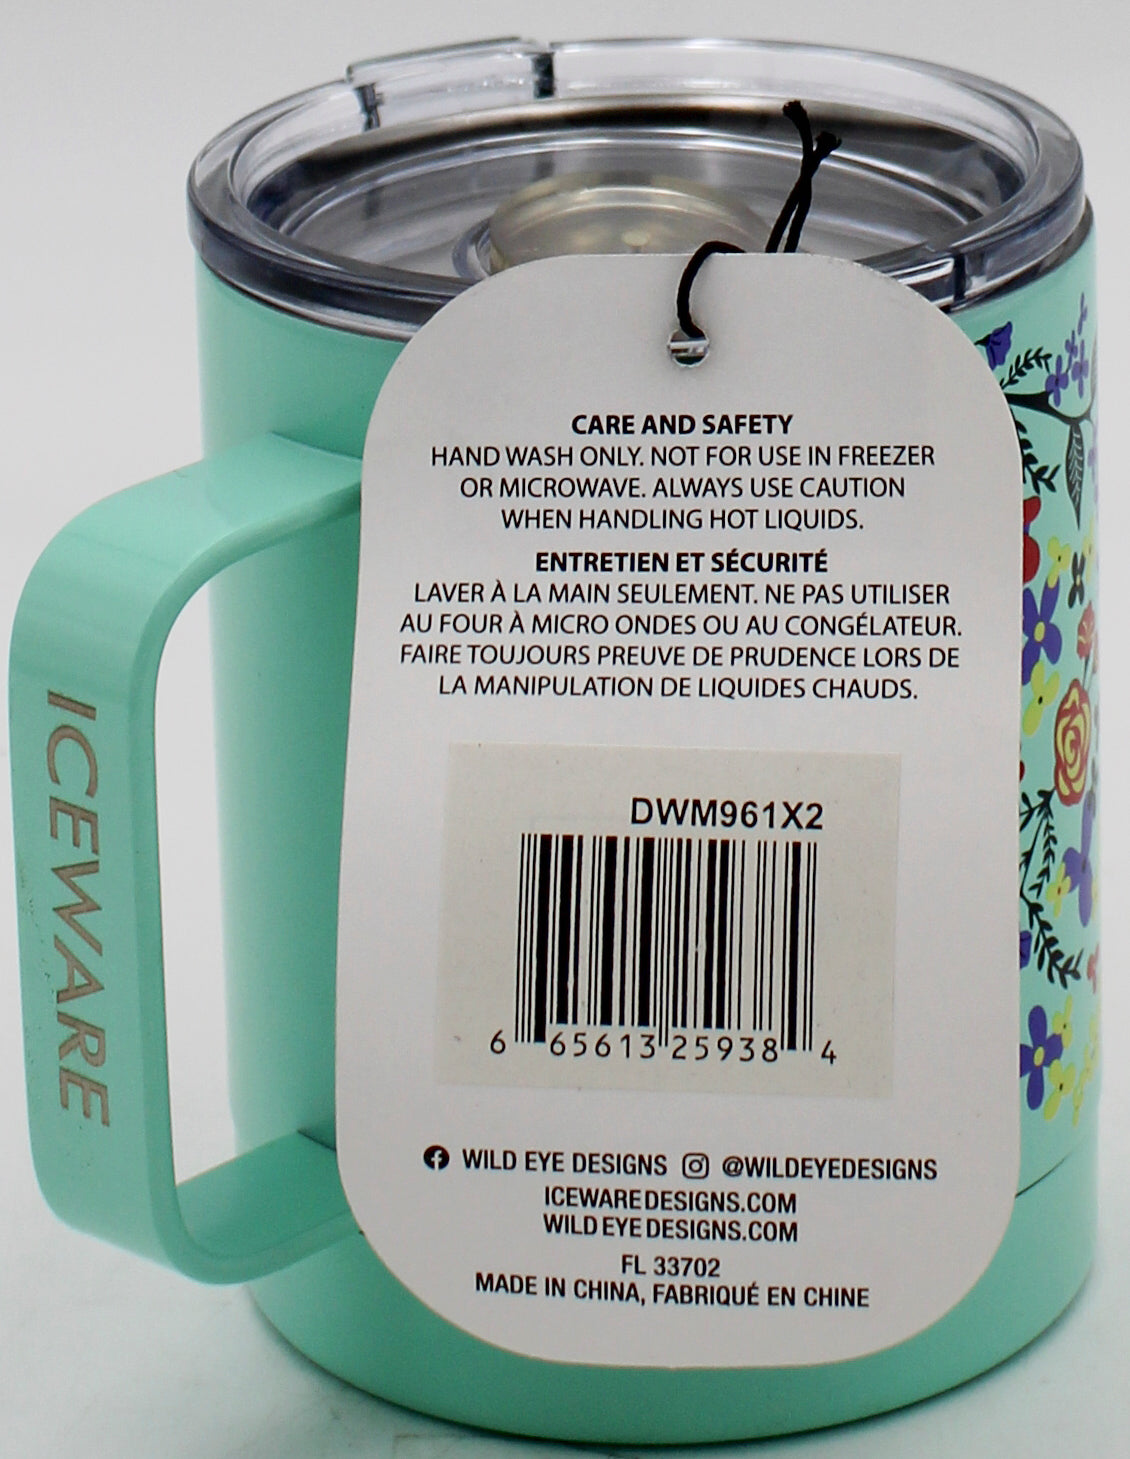 CARE AND SAFETY
HAND WASH ONLY. NOT FOR USE IN FREEZER
OR MICROWAVE. ALWAYS USE CAUTION
WHEN HANDLING HOT LIQUIDS.
ENTRETIEN ET SÉCURITÉ
LAVER À LA MAIN SEULEMENT. NE PAS UTILISER
AU FOUR À MICRO ONDES OU AU CONGÉLATEUR.
FAIRE TOUJOURS PREUVE DE PRUDENCE LORS DE
LA MANIPULATION DE LIQUIDES CHAUDS.
ICEWARE
DWM961X2
6 65613 25938 4
WILD EYE DESIGNS @WILDEYEDESIGNS
ICEWAREDESIGNS.COM
WILDEYEDESIGNS.COM
FL 33702
MADE IN CHINA, FABRIQUÉ EN CHINE